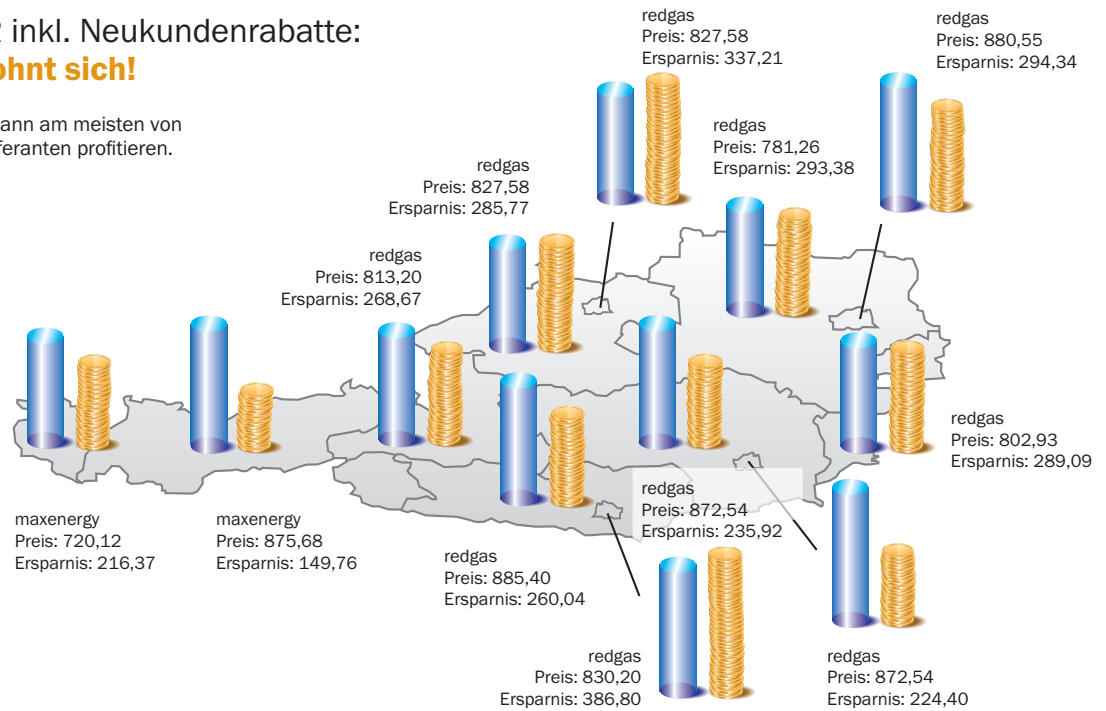 inkl. Neukundenrabatte:
sich!
am meisten von
profitieren.
redgas
Preis: 827,58
Ersparnis: 337,21
redgas
Preis: 880,55
Ersparnis: 294,34
redgas
Preis: 781,26
Ersparnis: 293,38
redgas
Preis: 827,58
Ersparnis: 285,77
redgas
Preis: 813,20
Ersparnis: 268,67
redgas
Preis: 802,93
Ersparnis: 289,09
maxenergy
Preis: 720,12
Ersparnis: 216,37
maxenergy
Preis: 875,68
Ersparnis: 149,76
redgas
Preis: 872,54
Ersparnis: 235,92
redgas
Preis: 885,40
Ersparnis: 260,04
redgas
Preis: 830,20
Ersparnis: 386,80
redgas
Preis: 872,54
Ersparnis: 224,40